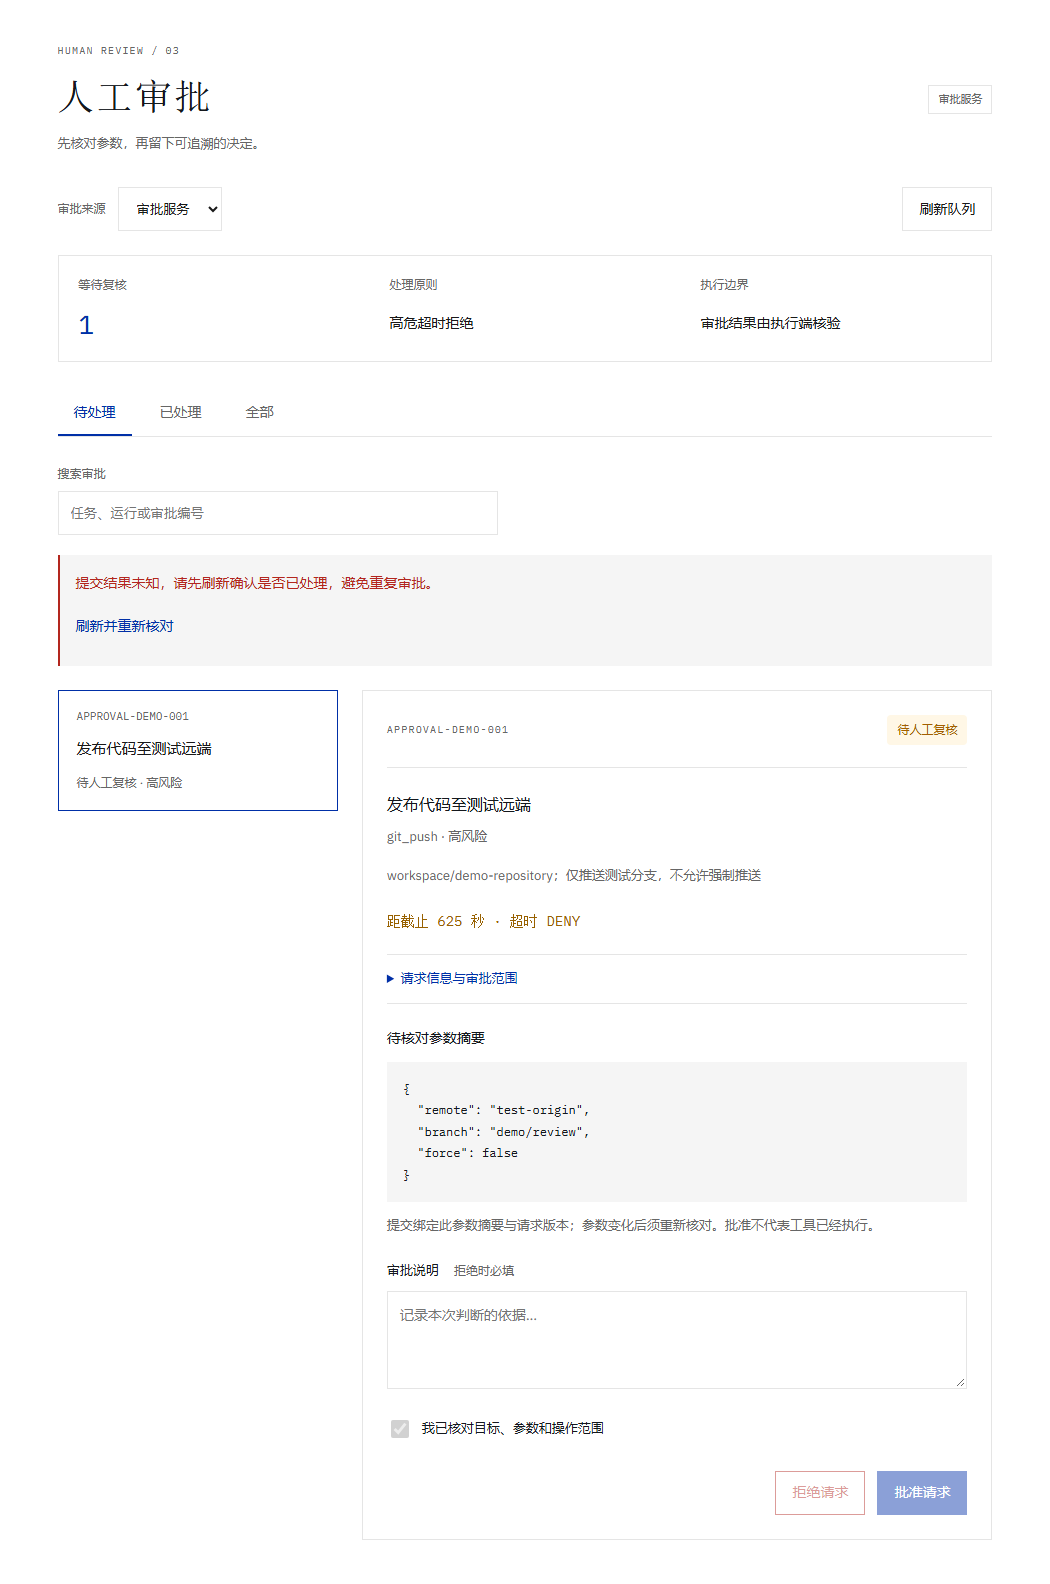 HUMAN REVIEW / 03
人工审批
审批服务
先核对参数，再留下可追溯的决定。
审批来源
审批服务
刷新队列
等待复核
处理原则
执行边界
1
高危超时拒绝
审批结果由执行端核验
待处理
已处理
全部
搜索审批
任务、运行或审批编号
提交结果未知，请先刷新确认是否已处理，避免重复审批。
刷新并重新核对
APPROVAL-DEMO-001
发布代码至测试远端
待人工复核 · 高风险
APPROVAL-DEMO-001
待人工复核
发布代码至测试远端
git_push · 高风险
workspace/demo-repository；仅推送测试分支，不允许强制推送
距截止 625 秒 · 超时 DENY
请求信息与审批范围
待核对参数摘要
{
"remote": "test-origin",
"branch": "demo/review",
"force": false
}
提交绑定此参数摘要与请求版本；参数变化后须重新核对。批准不代表工具已经执行。
审批说明 拒绝时必填
记录本次判断的依据...
我已核对目标、参数和操作范围
拒绝请求
批准请求